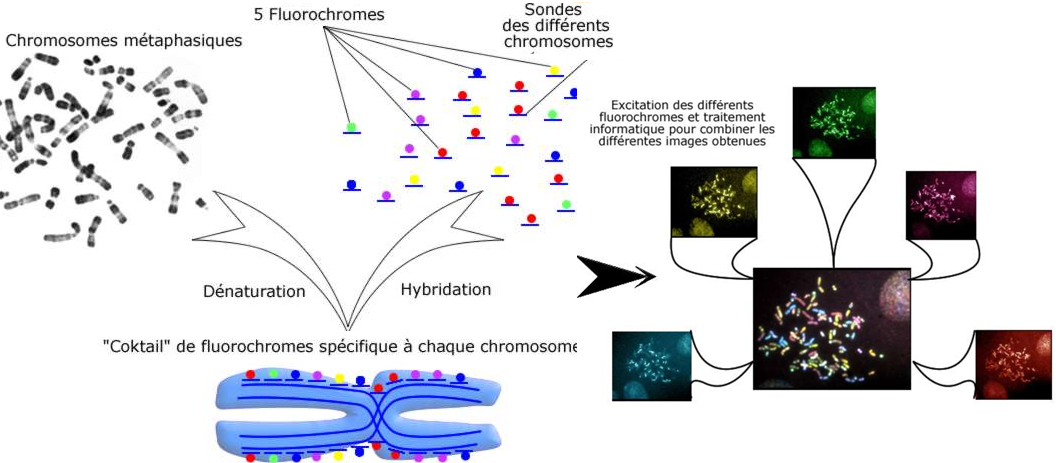 5 Fluorochromes
Sondes
des différents
chromosomes
Chromosomes métaphasiques
Excitation des différents
fluorochromes et traitement
informatique pour combiner les
différentes images obtenues
Dénaturation
Hybridation
"Coktail" de fluorochromes spécifique à chaque chromosome